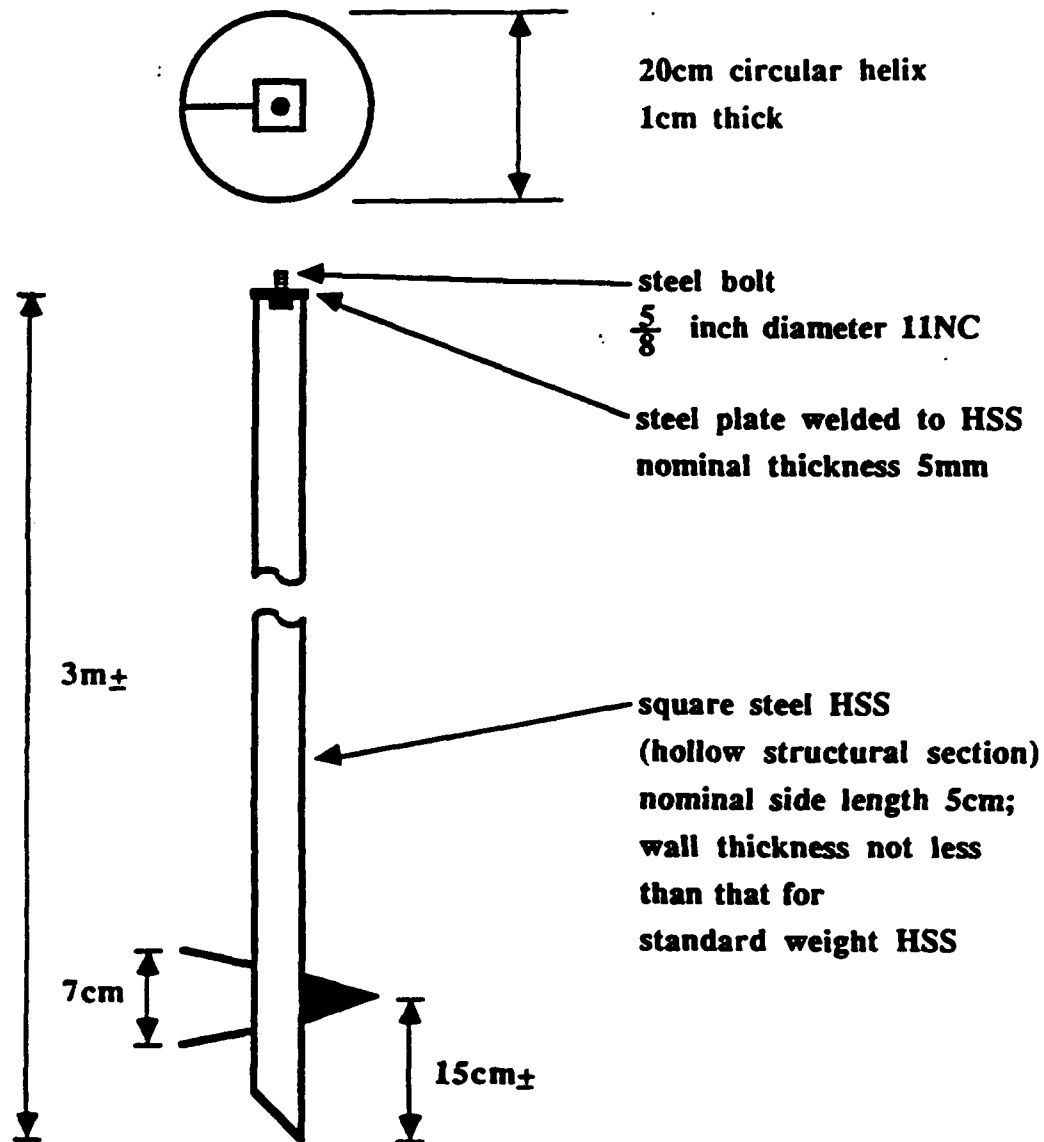 20cm circular helix
1cm thick
steel bolt
5/8 inch diameter 11NC
steel plate welded to HSS
nominal thickness 5mm
3m±
square steel HSS
(hollow structural section)
nominal side length 5cm;
wall thickness not less
than that for
standard weight HSS
7cm
15cm±